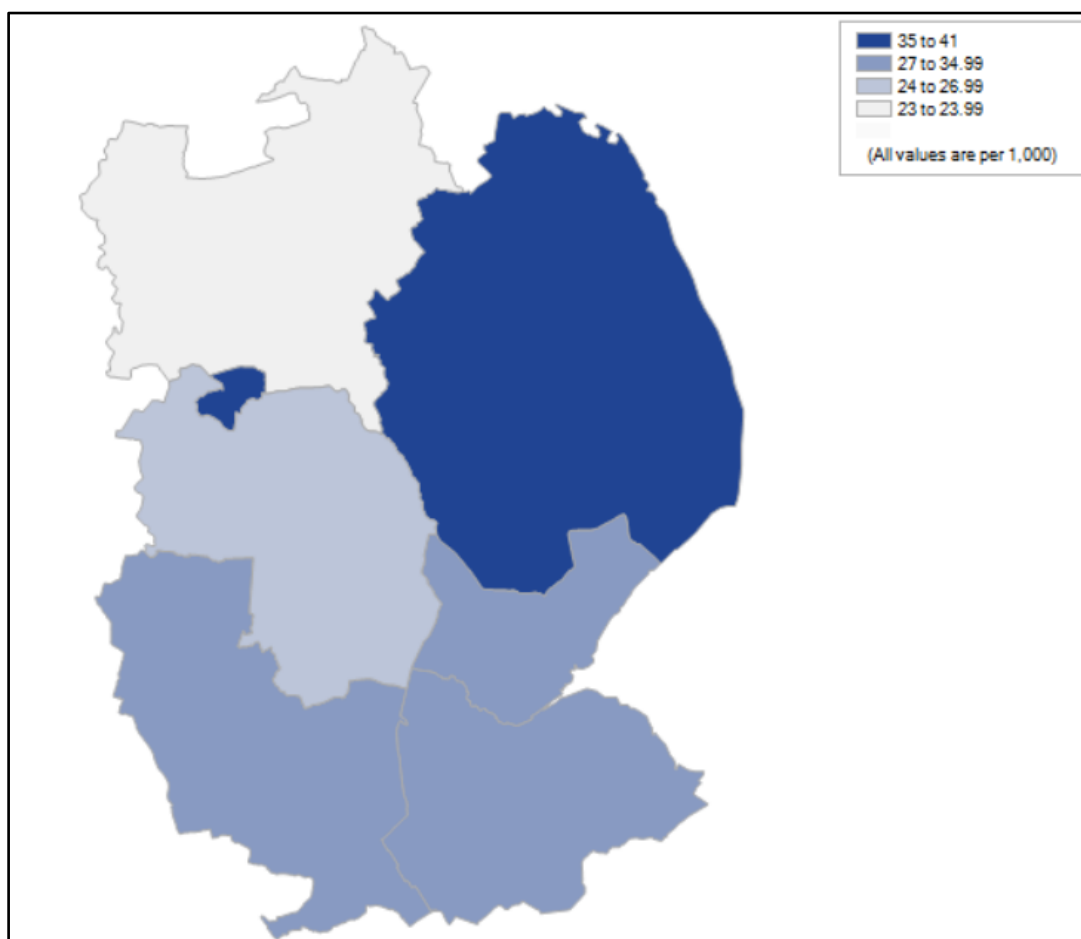 35 to 41
27 to 34.99
24 to 26.99
23 to 23.99
(All values are per 1,000)